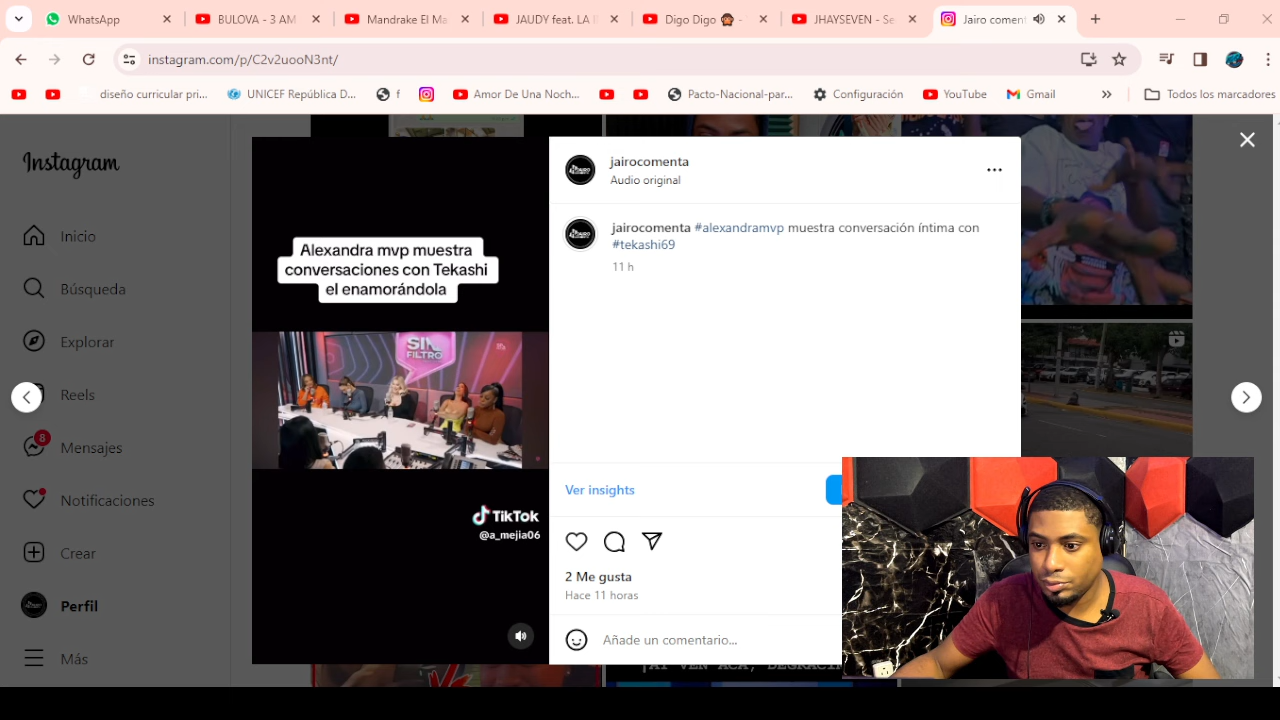 WhatsApp
BULOVA - 3 AM
Mandrake El Ma
JAUDY feat. LA
Digo Digo
JHAYSEVEN - Se
Jairo coment
instagram.com/p/C2v2uooN3nt/
diseño curricular pri...
UNICEF República D...
f
Amor De Una Noch...
Pacto-Nacional-par...
Configuración
YouTube
Gmail
Todos los marcadores
Instagram
Inicio
Búsqueda
Explorar
Reels
8
Mensajes
Notificaciones
Crear
Perfil
Más
Alexandra mvp muestra
conversaciones con Tekashi
el enamorándola
SIN
FILTRO
TikTok
@a_mejia06
jairocomenta
Audio original
jairocomenta #alexandramvp muestra conversación íntima con
#tekashi69
11 h
Ver insights
2 Me gusta
Hace 11 horas
Añade un comentario...